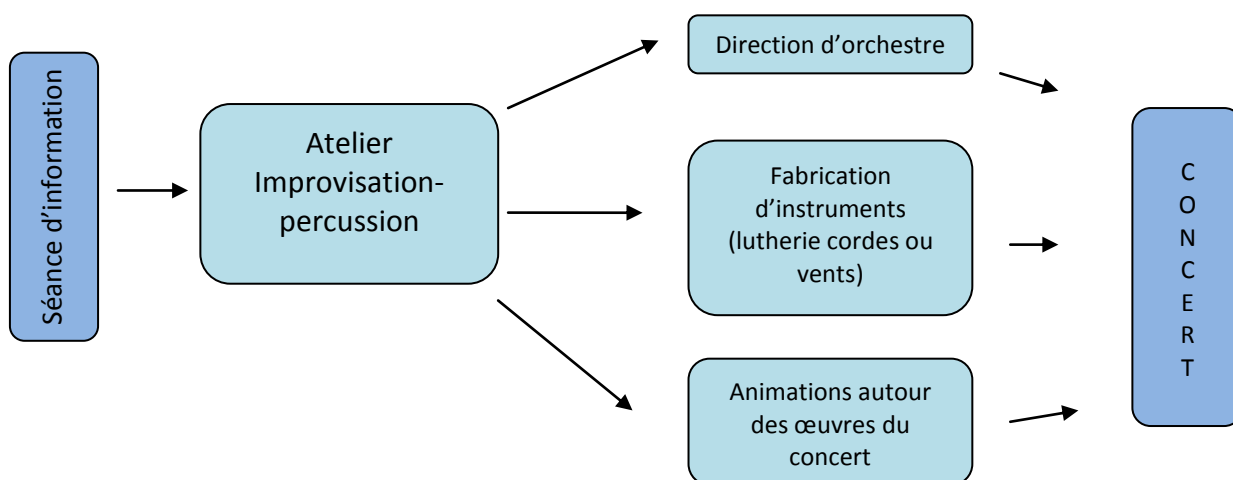 Séance d’information
Atelier
Improvisation-
percussion
Direction d’orchestre
Fabrication
d’instruments
(lutherie cordes ou
vents)
Animations autour
des œuvres du
concert
C
O
N
C
E
R
T